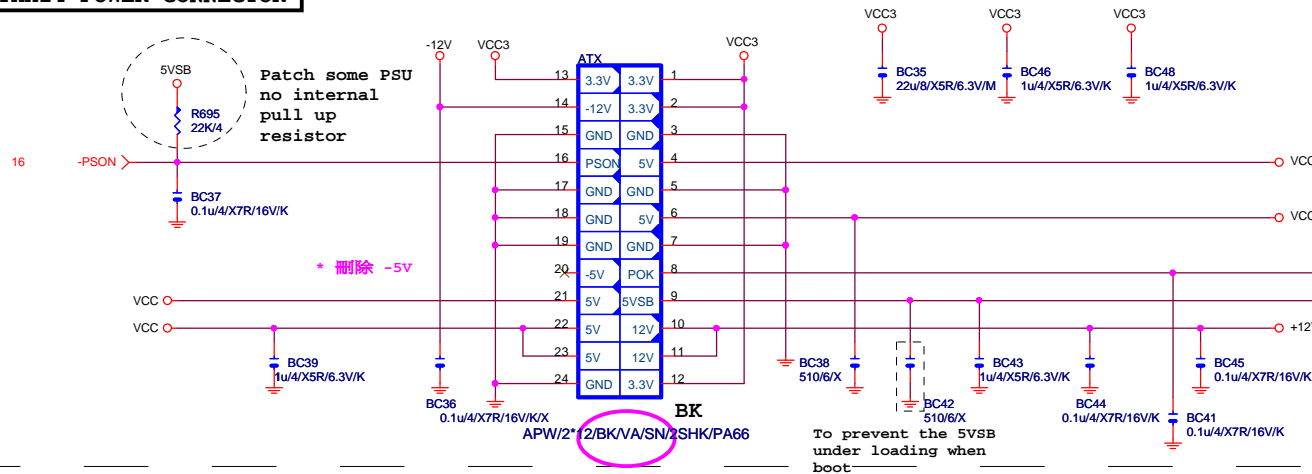 VCC3
VCC3
VCC3
BC35
22u/8/X5R/6.3V/M
BC46
1u/4/X5R/6.3V/K
BC48
1u/4/X5R/6.3V/K
5VSB
R695
22K/4
Patch some PSU
no internal
pull up
resistor
-12V
VCC3
VCC3
ATX
13 3.3V 3.3V 1
14 -12V 3.3V 2
15 GND GND 3
16 PSON 5V 4
17 GND GND 5
18 GND 5V 6
19 GND GND 7
20 -5V POK 8
21 5V 5VSB 9
22 5V 12V 10
23 5V 12V 11
24 GND 3.3V 12
16 -PSON
BC37
0.1u/4/X7R/16V/K
* 刪除 -5V
VCC
VCC
BC39
1u/4/X5R/6.3V/K
BC36
0.1u/4/X7R/16V/K/X
BK
APW/2*12/BK/VA/SN/2SHK/PA66
BC38
510/6/X
BC42
510/6/X
BC43
1u/4/X5R/6.3V/K
BC44
0.1u/4/X7R/16V/K
BC45
0.1u/4/X7R/16V/K
BC41
0.1u/4/X7R/16V/K
To prevent the 5VSB
under loading when
boot
VCC
VCC
+12V